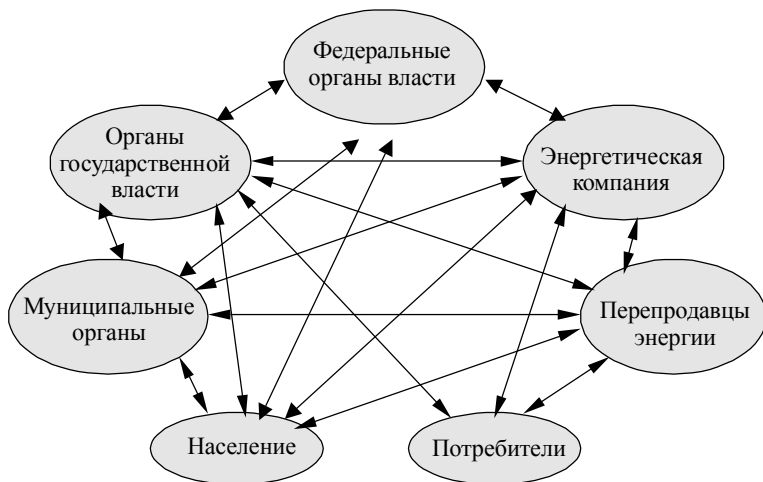 Федеральные
органы власти
Органы
государственной
власти
Энергетическая
компания
Муниципальные
органы
Перепродавцы
энергии
Население
Потребители